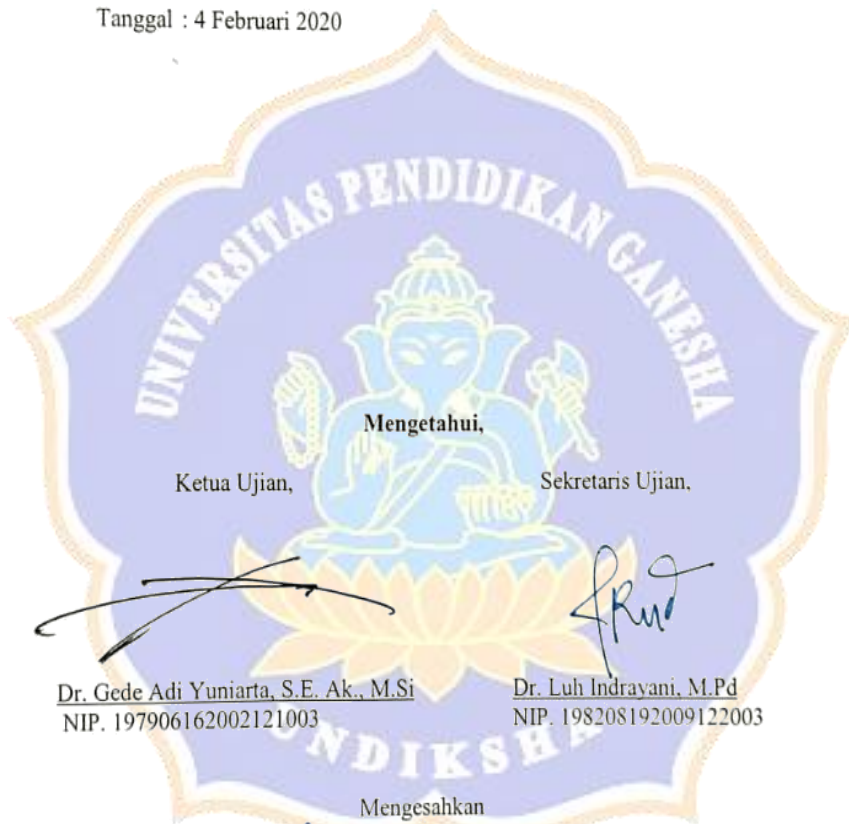 Tanggal : 4 Februari 2020
UNIVERSITAS PENDIDIKAN GANESHA
Mengetahui,
Ketua Ujian,
Sekretaris Ujian,
Dr. Gede Adi Yuniarta, S.E. Ak., M.Si
Dr. Luh Indrayani, M.Pd
NIP. 197906162002121003
NIP. 198208192009122003
UNDIKSHA
Mengesahkan